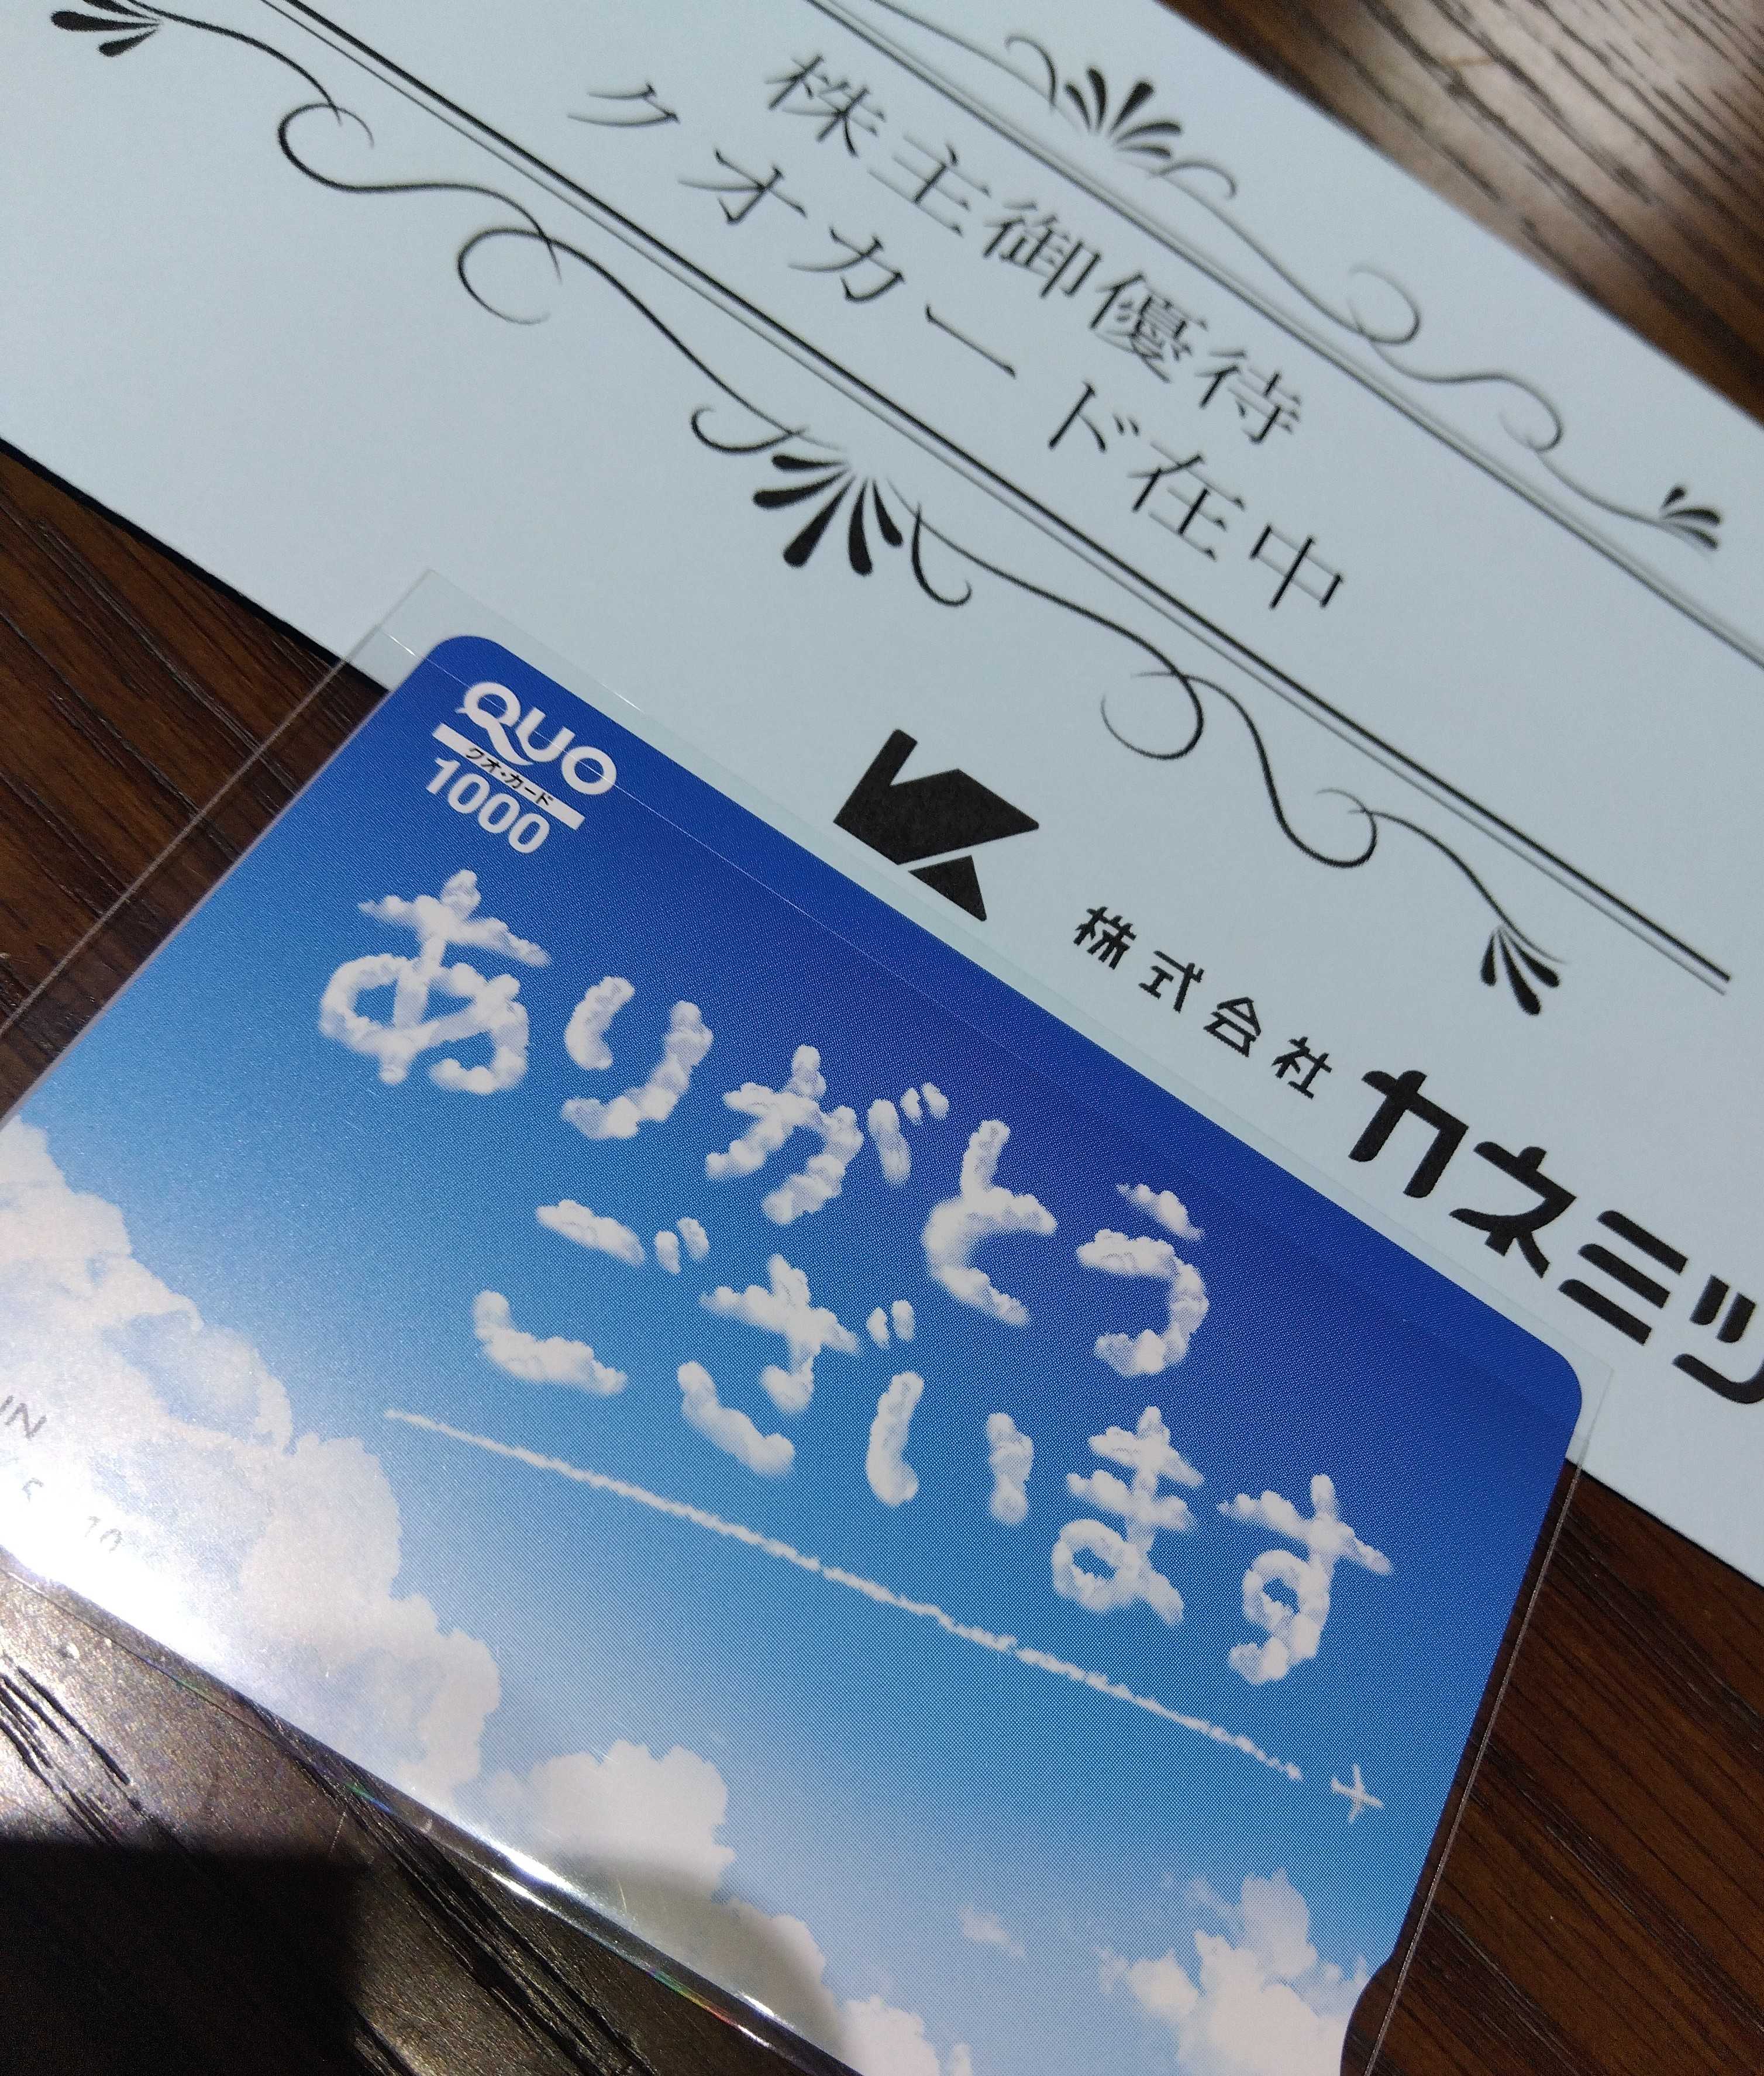 株主御優待
クオカード在中
株式会社カネミツ
QUO
クオ・カード
1000
ありがとう
ございます